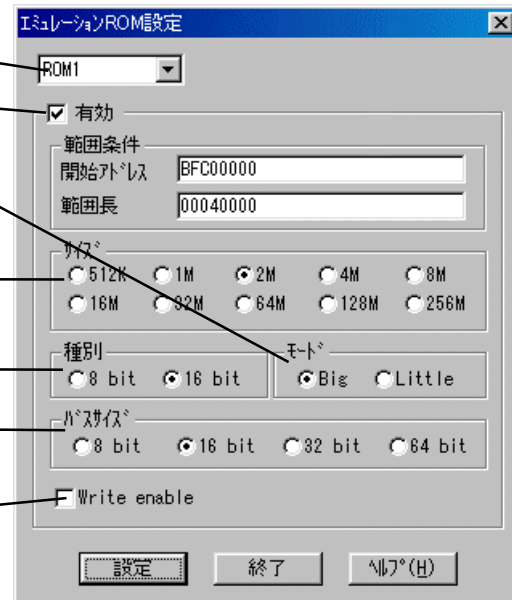 ｴﾐｭﾚｰｼｮﾝROM設定
ROM1
有効
範囲条件
開始ｱﾄﾞﾚｽ BFC00000
範囲長 00040000
ｻｲｽﾞ
512K 1M 2M 4M 8M
16M 32M 64M 128M 256M
種別
8 bit 16 bit
ﾓｰﾄﾞ
Big Little
ﾊﾞｽｻｲｽﾞ
8 bit 16 bit 32 bit 64 bit
Write enable
設定 終了 ﾍﾙﾌﾟ(H)